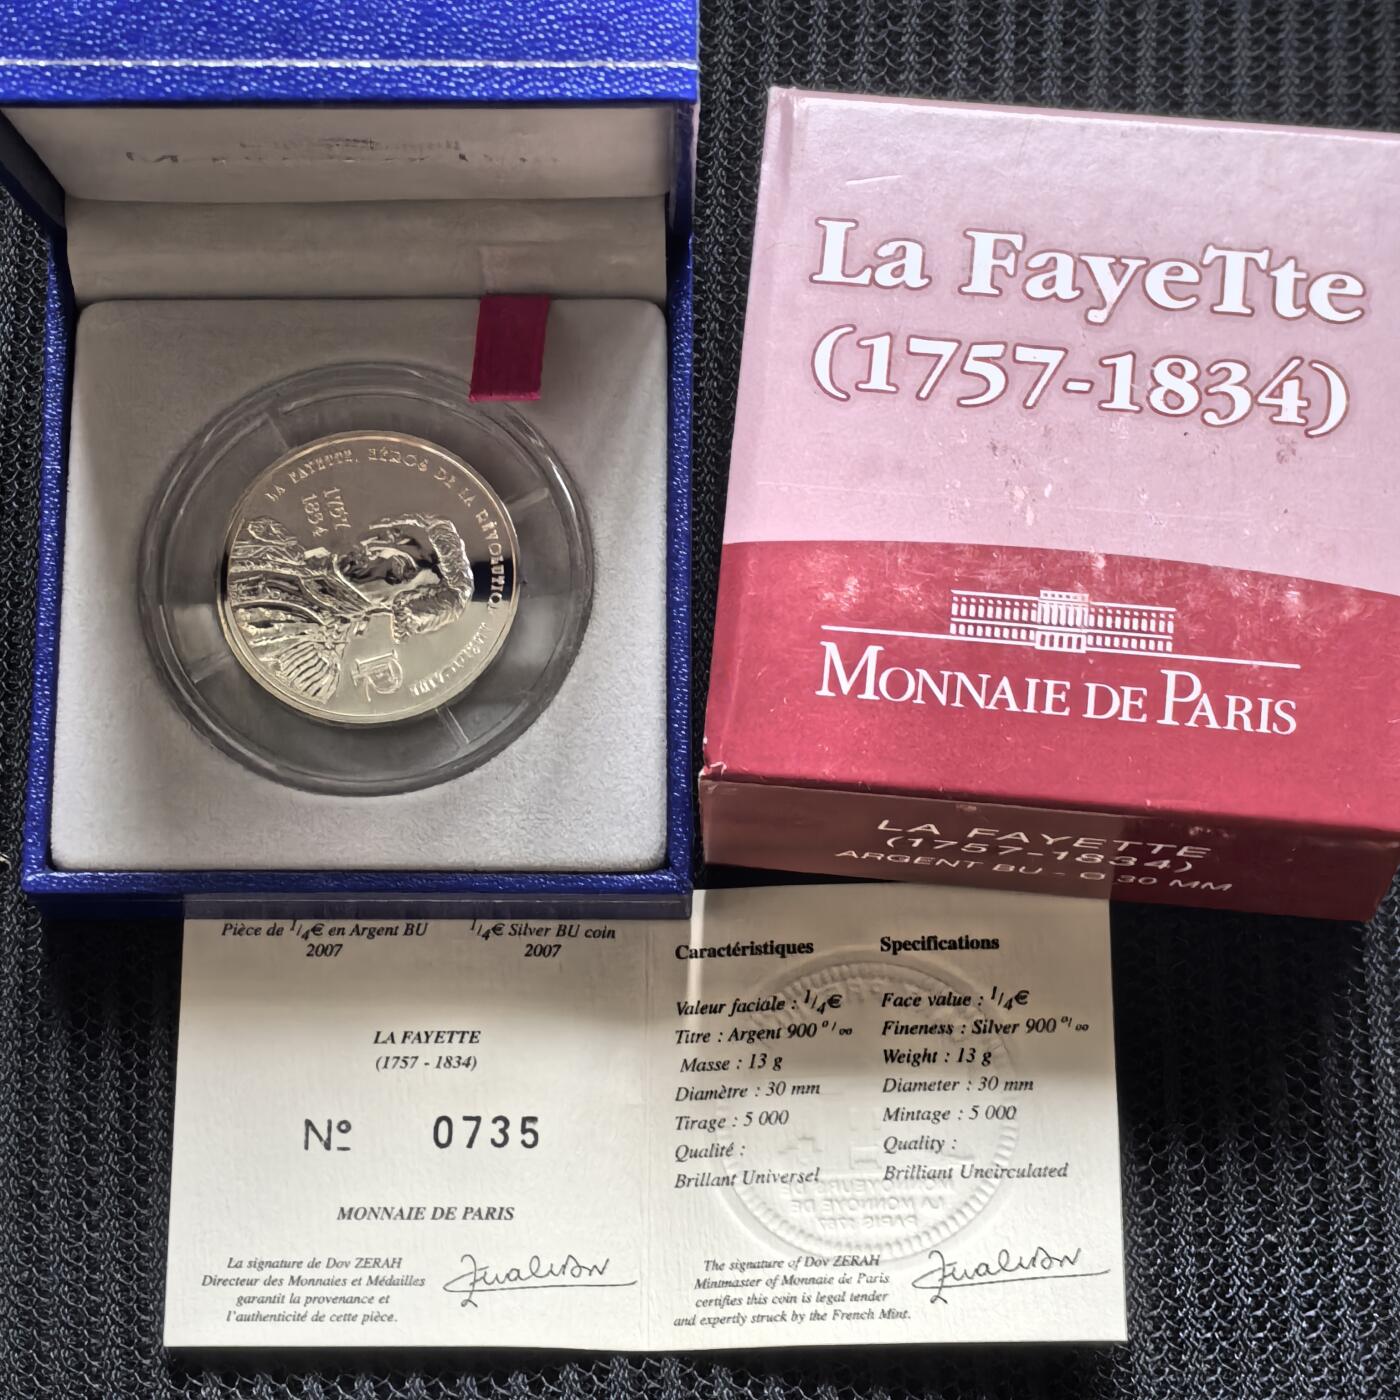 LA FAYETTE, HÉROS DE LA RÉVOLUTION
1757
1834
RF
La FayeTte
(1757-1834)
MONNAIE DE PARIS
LA FAYETTE
(1757-1834)
ARGENT BU - Ø 30 MM
Pièce de 1/4€ en Argent BU
2007
1/4€ Silver BU coin
2007
LA FAYETTE
(1757 - 1834)
Nº 0735
MONNAIE DE PARIS
La signature de Dov ZERAH
Directeur des Monnaies et Médailles
garantit la provenance et
l'authenticité de cette pièce.
Caractéristiques
Valeur faciale : 1/4€
Titre : Argent 900 º/ºº
Masse : 13 g
Diamètre : 30 mm
Tirage : 5 000
Qualité :
Brillant Universel
Specifications
Face value : 1/4€
Fineness : Silver 900 º/ºº
Weight : 13 g
Diameter : 30 mm
Mintage : 5 000
Quality :
Brilliant Uncirculated
The signature of Dov ZERAH
Mintmaster of Monnaie de Paris
certifies this coin is legal tender
and expertly struck by the French Mint.